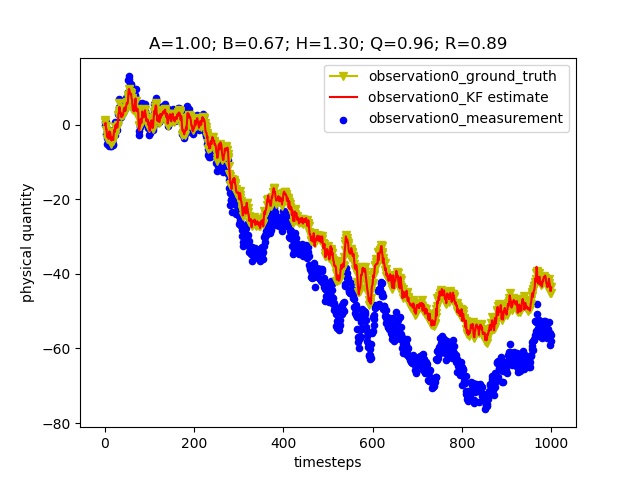 A=1.00; B=0.67; H=1.30; Q=0.96; R=0.89
observation0_ground_truth
observation0_KF estimate
observation0_measurement
physical quantity
0
−20
−40
−60
−80
0 200 400 600 800 1000
timesteps